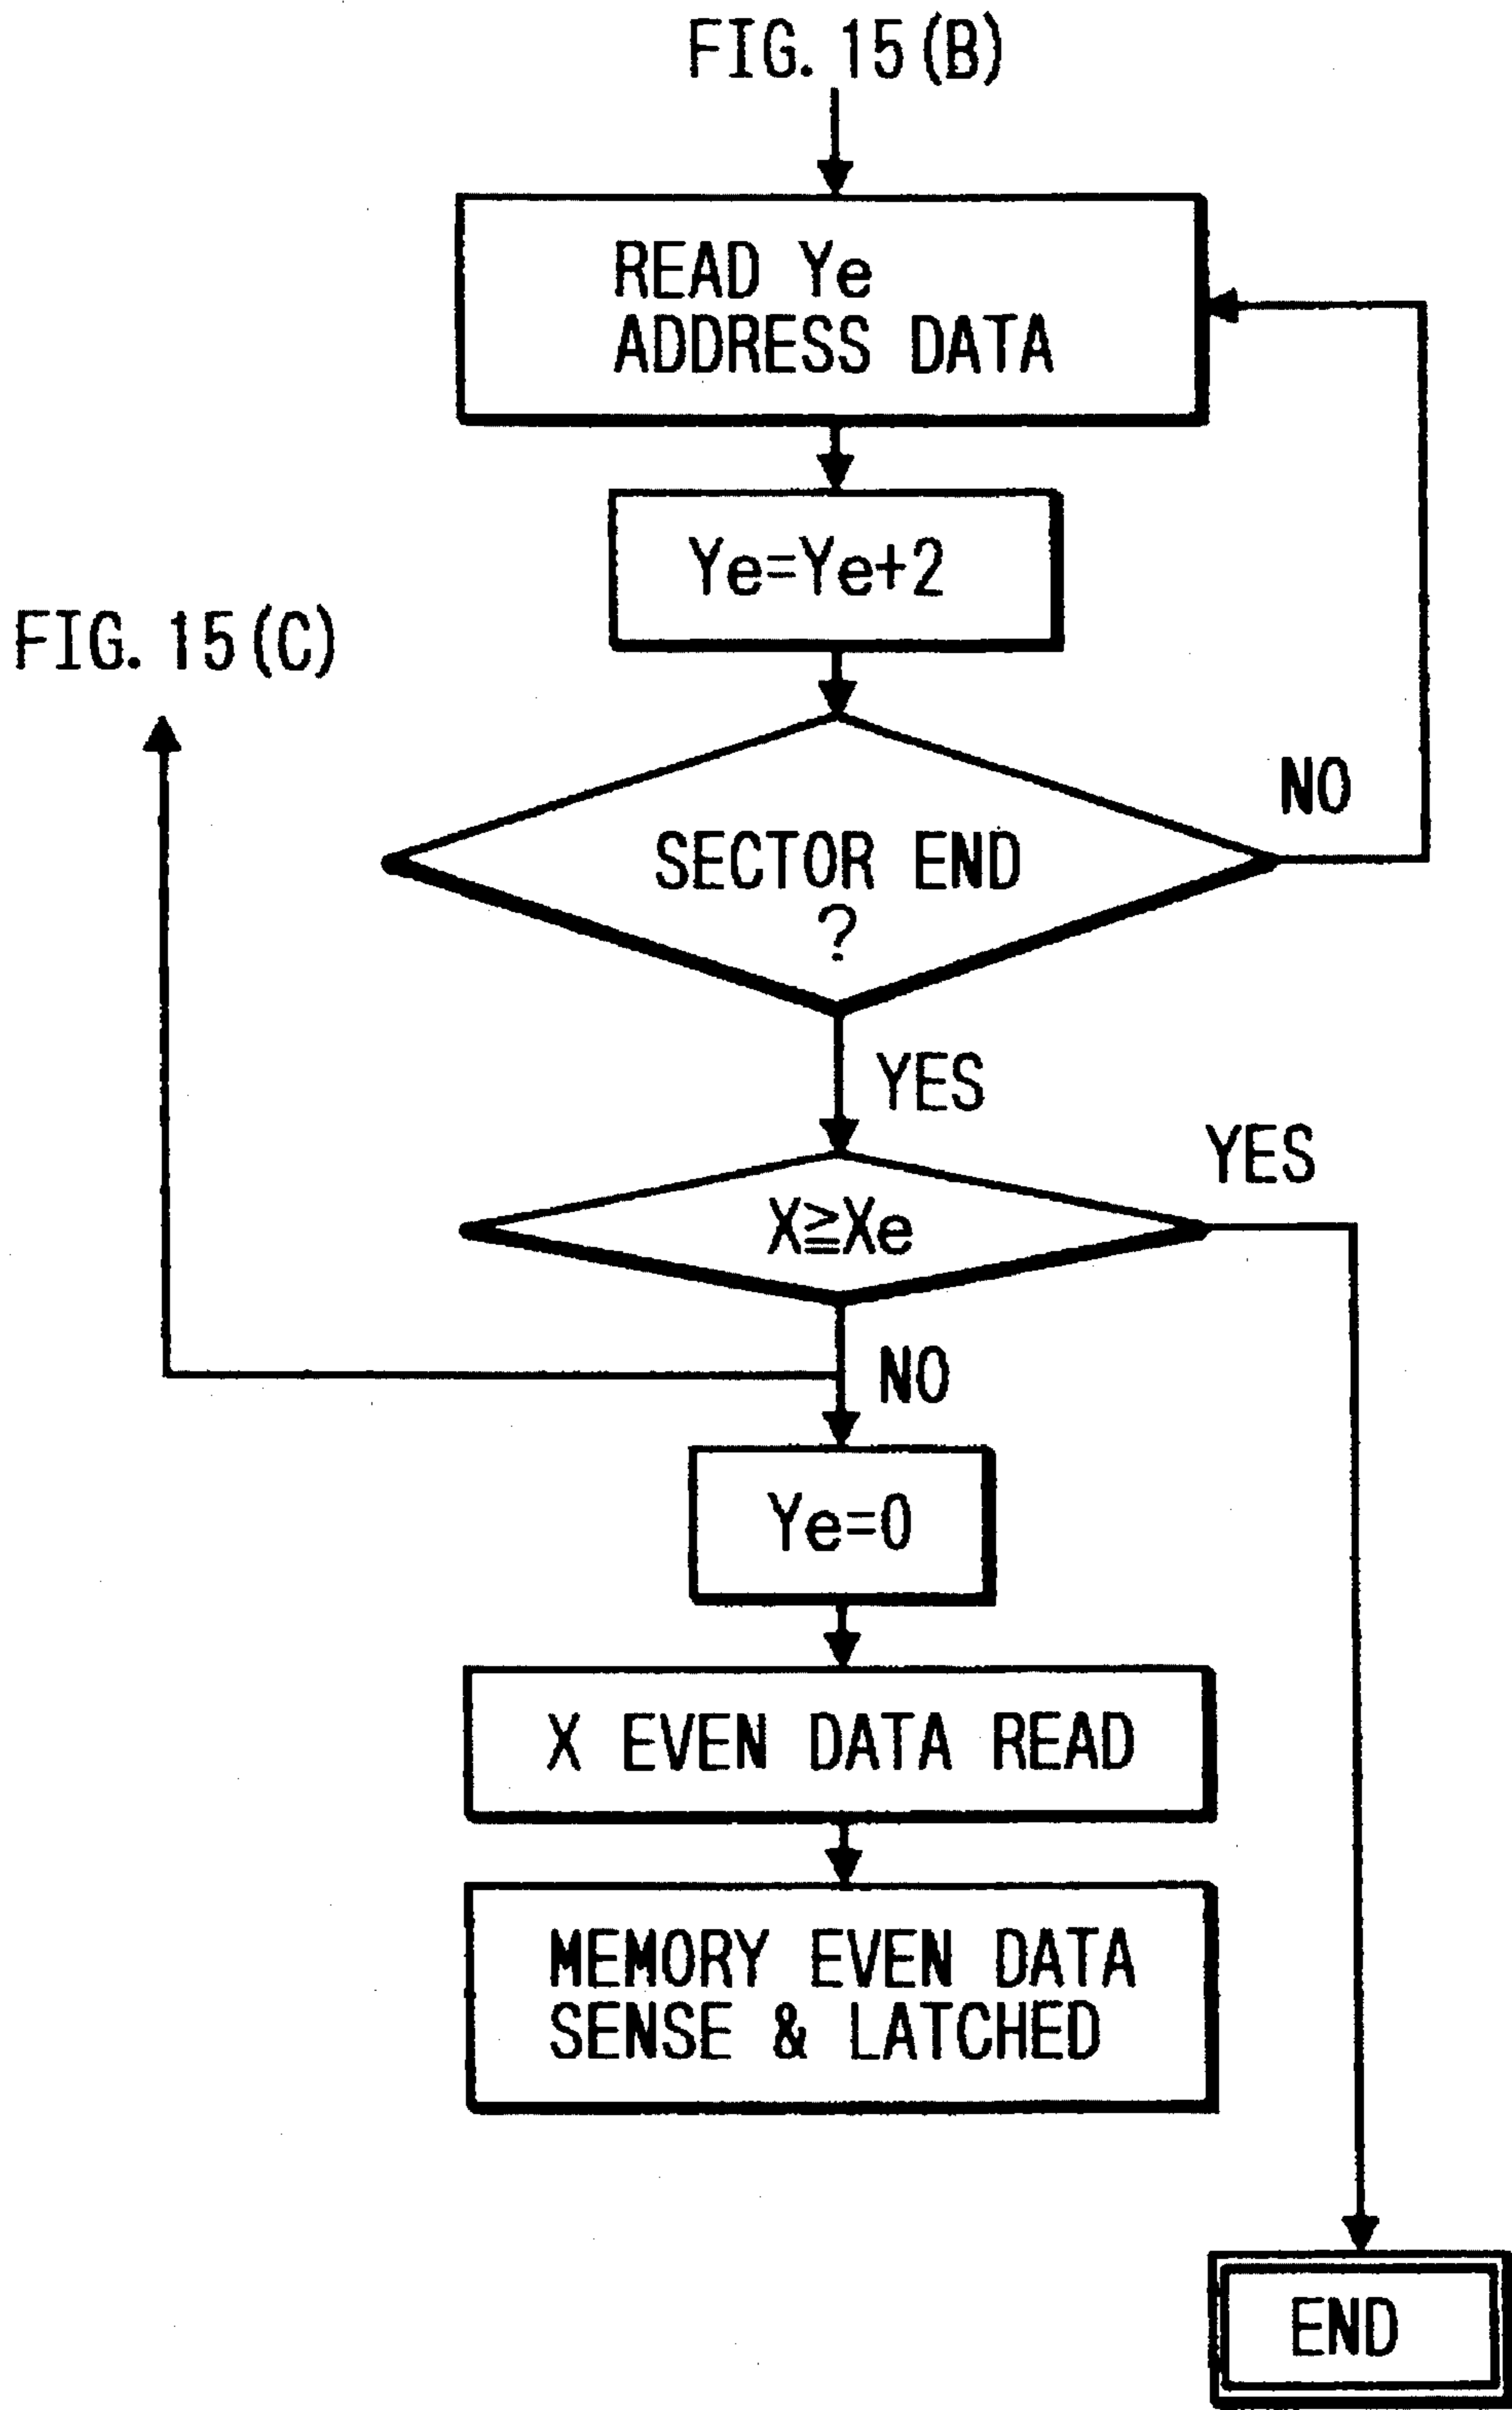 FIG. 15(B)
READ Ye
ADDRESS DATA
Ye=Ye+2
FIG. 15(C)
NO
SECTOR END
?
YES
YES
X≧Xe
NO
Ye=0
X EVEN DATA READ
MEMORY EVEN DATA
SENSE & LATCHED
END